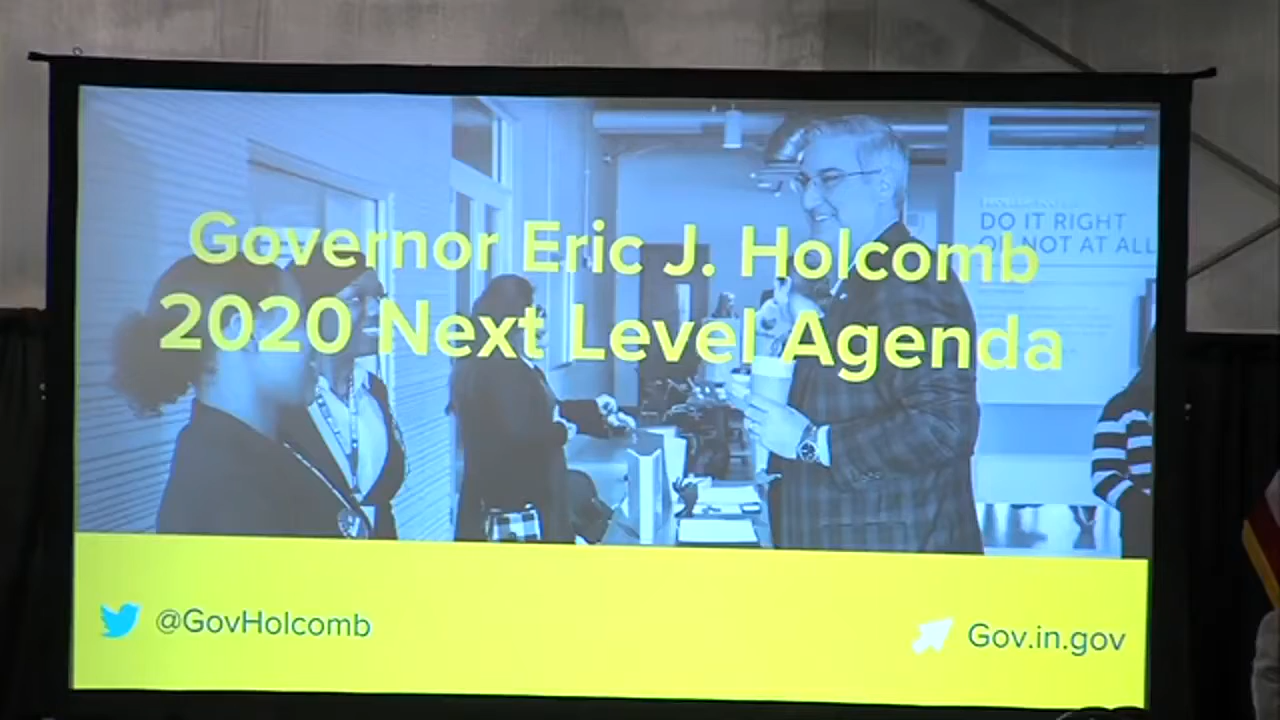 Governor Eric J. Holcomb
2020 Next Level Agenda
DO IT RIGHT
OR NOT AT ALL
@GovHolcomb
Gov.in.gov